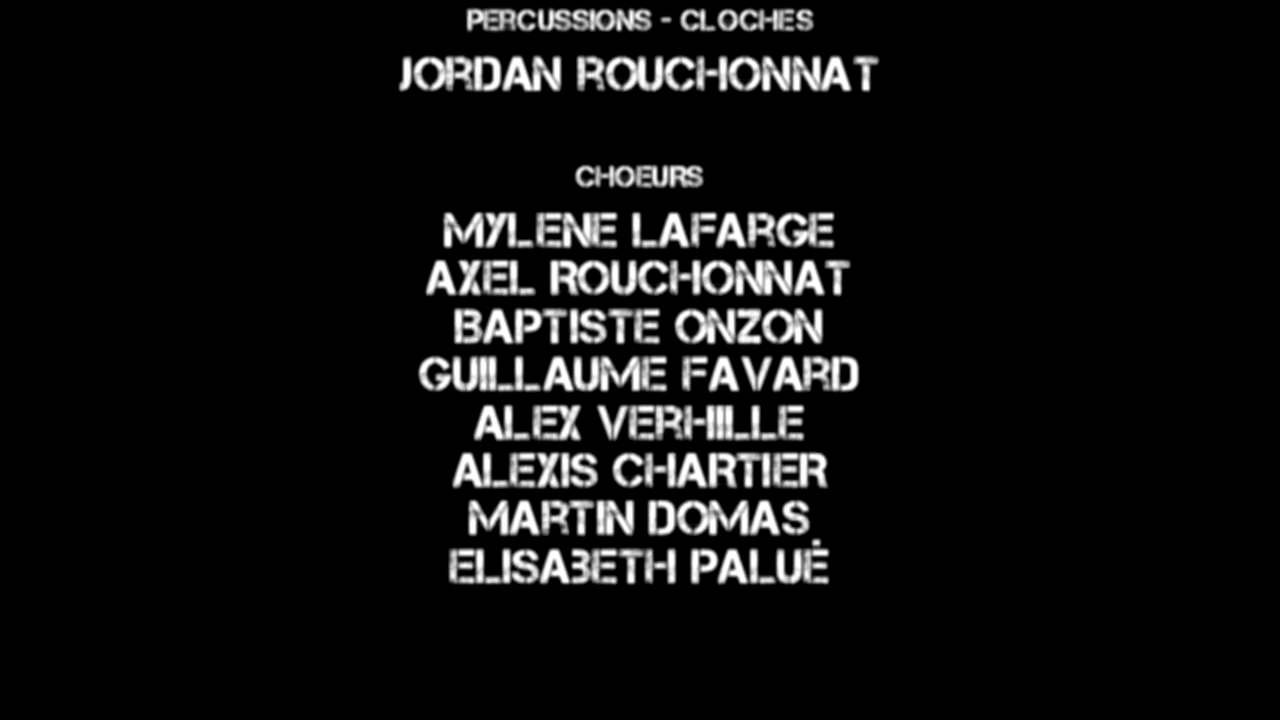 PERCUSSIONS - CLOCHES
JORDAN ROUCHONNAT
CHOEURS
MYLENE LAFARGE
AXEL ROUCHONNAT
BAPTISTE ONZON
GUILLAUME FAVARD
ALEX VERHILLE
ALEXIS CHARTIER
MARTIN DOMAS
ELISABETH PALUÉ